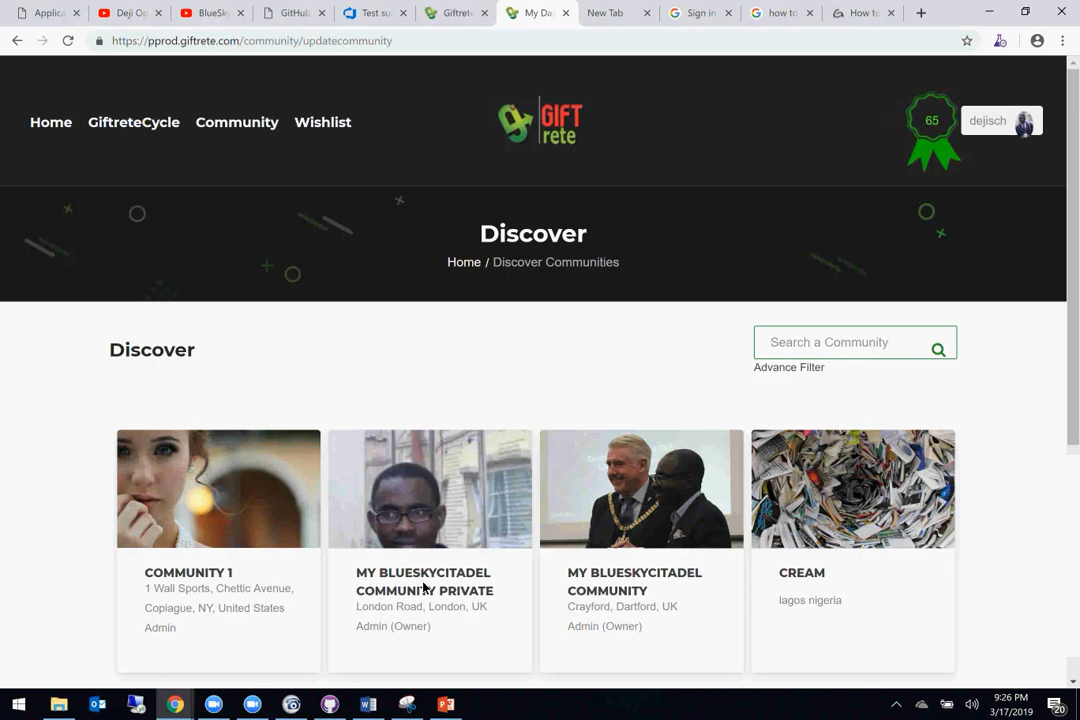 Applica
Deji Og
BlueSky
GitHub
Test su
Giftrete
My Das
New Tab
Sign in
how to
How to
https://pprod.giftrete.com/community/updatecommunity
Home GiftreteCycle Community Wishlist
GIFT
rete
65
dejisch
Discover
Home / Discover Communities
Discover
Search a Community
Advance Filter
COMMUNITY 1
1 Wall Sports, Chettic Avenue,
Copiague, NY, United States
Admin
MY BLUESKYCITADEL
COMMUNITY PRIVATE
London Road, London, UK
Admin (Owner)
MY BLUESKYCITADEL
COMMUNITY
Crayford, Dartford, UK
Admin (Owner)
CREAM
lagos nigeria
9:26 PM
3/17/2019
20